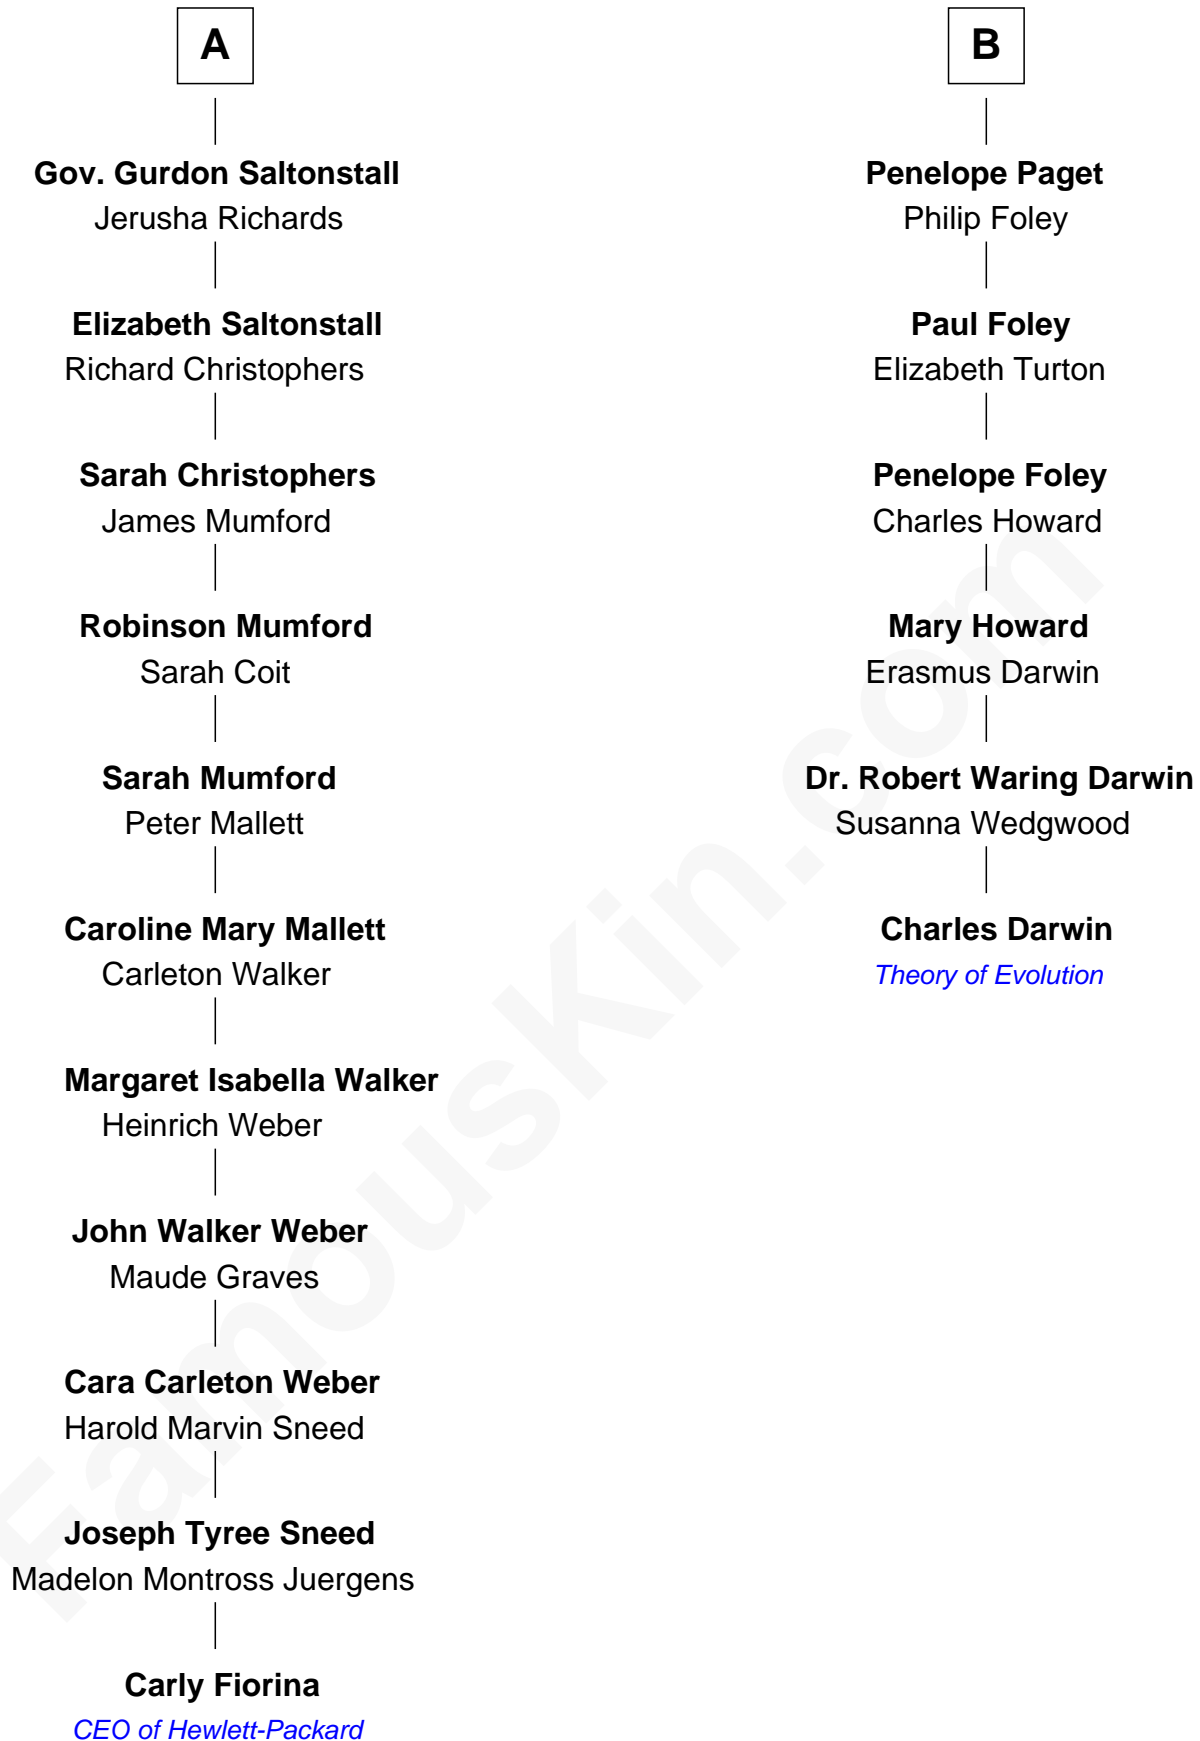 A
Gov. Gurdon Saltonstall
Jerusha Richards
Elizabeth Saltonstall
Richard Christophers
Sarah Christophers
James Mumford
Robinson Mumford
Sarah Coit
Sarah Mumford
Peter Mallett
Caroline Mary Mallett
Carleton Walker
Margaret Isabella Walker
Heinrich Weber
John Walker Weber
Maude Graves
Cara Carleton Weber
Harold Marvin Sneed
Joseph Tyree Sneed
Madelon Montross Juergens
Carly Fiorina
CEO of Hewlett-Packard
B
Penelope Paget
Philip Foley
Paul Foley
Elizabeth Turton
Penelope Foley
Charles Howard
Mary Howard
Erasmus Darwin
Dr. Robert Waring Darwin
Susanna Wedgwood
Charles Darwin
Theory of Evolution
FamousKin.com